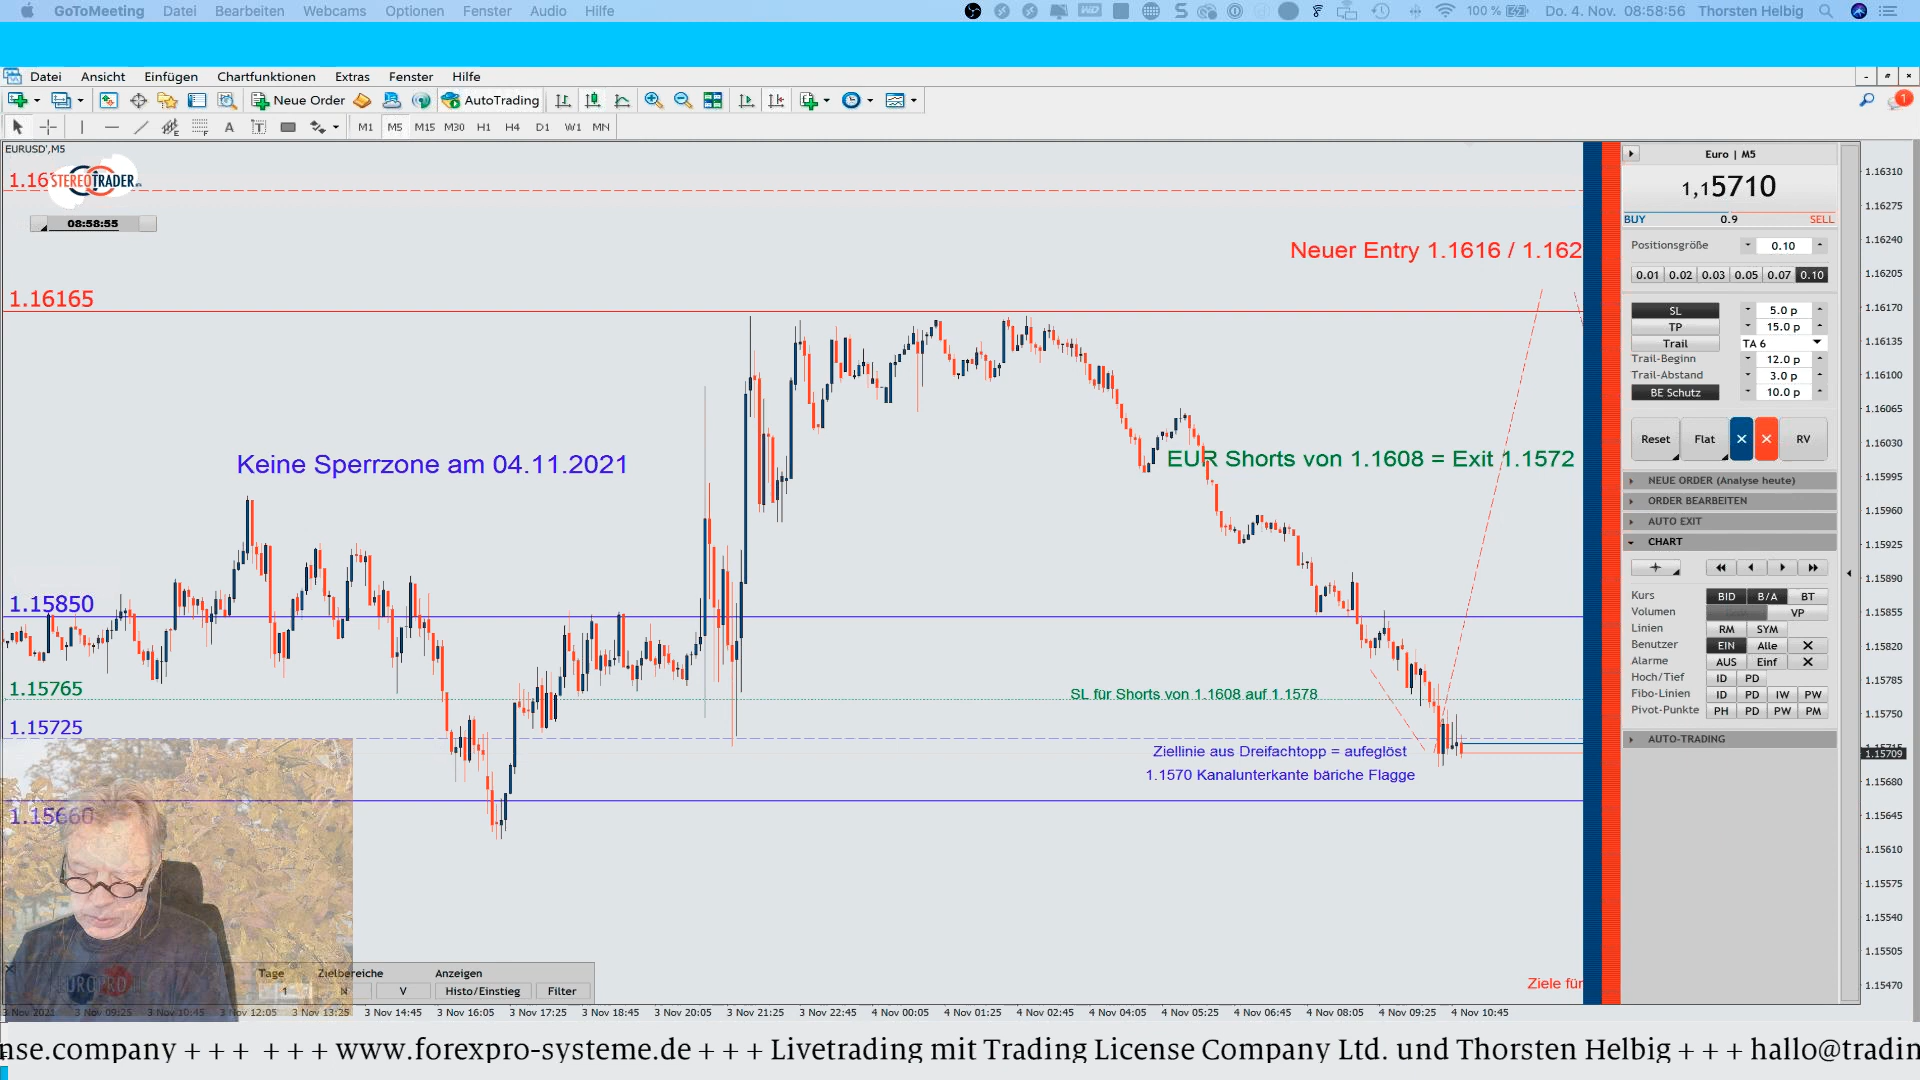 GoToMeeting Datei Bearbeiten Webcams Optionen Fenster Audio Hilfe 100 % Do. 4. Nov. 08:58:56 Thorsten Helbig
Datei Ansicht Einfügen Chartfunktionen Extras Fenster Hilfe
Neue Order AutoTrading
M1 M5 M15 M30 H1 H4 D1 W1 MN
EURUSD',M5
STEREOTRADER
08:58:55
Neuer Entry 1.1616 / 1.162
1.16165
Keine Sperrzone am 04.11.2021
EUR Shorts von 1.1608 = Exit 1.1572
1.15850
1.15765
SL für Shorts von 1.1608 auf 1.1578
1.15725
Ziellinie aus Dreifachtopp = aufeglöst
1.1570 Kanalunterkante bäriche Flagge
1.15660
Ziele für
Tage Zielbereiche Anzeigen
1 N V Histo/Einstieg Filter
3 Nov 2021 3 Nov 09:25 3 Nov 10:45 3 Nov 12:05 3 Nov 13:25 3 Nov 14:45 3 Nov 16:05 3 Nov 17:25 3 Nov 18:45 3 Nov 20:05 3 Nov 21:25 3 Nov 22:45 4 Nov 00:05 4 Nov 01:25 4 Nov 02:45 4 Nov 04:05 4 Nov 05:25 4 Nov 06:45 4 Nov 08:05 4 Nov 09:25 4 Nov 10:45
Euro | M5
1,15710
BUY 0.9 SELL
Positionsgröße 0.10
0.01 0.02 0.03 0.05 0.07 0.10
SL 5.0 p
TP 15.0 p
Trail TA 6
Trail-Beginn 12.0 p
Trail-Abstand 3.0 p
BE Schutz 10.0 p
Reset Flat RV
NEUE ORDER (Analyse heute)
ORDER BEARBEITEN
AUTO EXIT
CHART
Kurs BID B/A BT
Volumen VP
Linien RM SYM
Benutzer EIN Alle
Alarme AUS Einf
Hoch/Tief ID PD
Fibo-Linien ID PD IW PW
Pivot-Punkte PH PD PW PM
AUTO-TRADING
1.16310
1.16275
1.16240
1.16205
1.16170
1.16135
1.16100
1.16065
1.16030
1.15995
1.15960
1.15925
1.15890
1.15855
1.15820
1.15785
1.15750
1.15709
1.15680
1.15645
1.15610
1.15575
1.15540
1.15505
1.15470
nse.company + + + + + + www.forexpro-systeme.de + + + Livetrading mit Trading License Company Ltd. und Thorsten Helbig + + + hallo@tradin